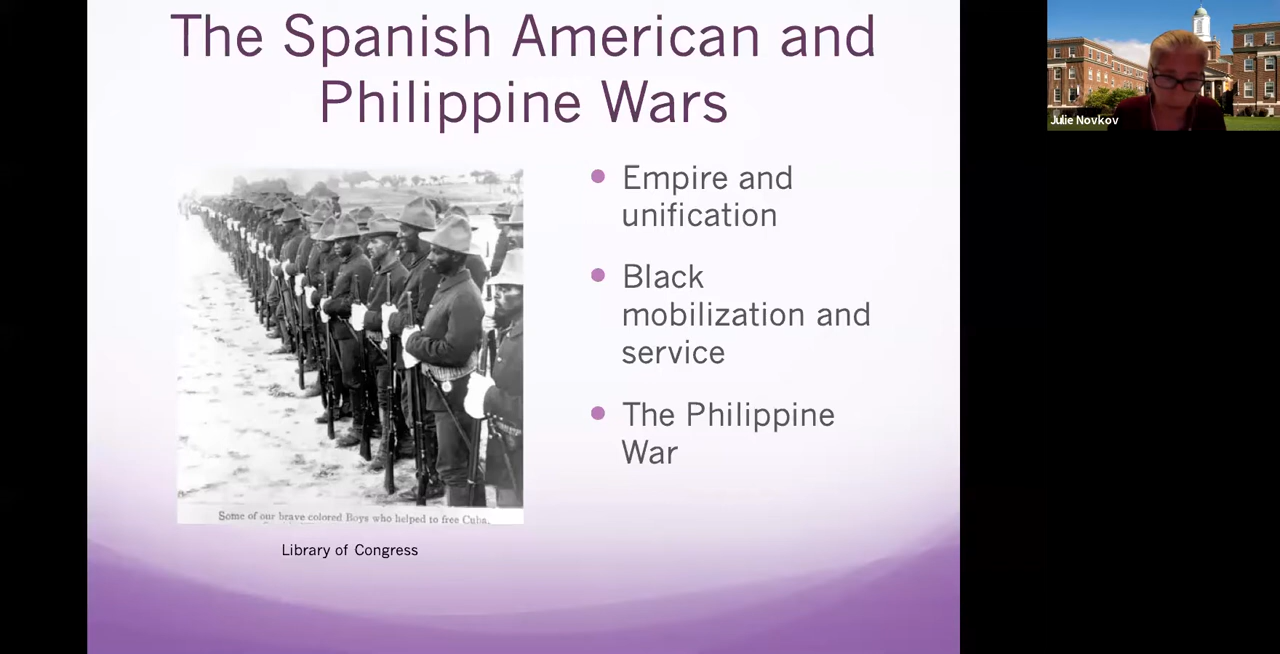 The Spanish American and
Philippine Wars
Empire and
unification
Black
mobilization and
service
The Philippine
War
Some of our brave colored Boys who helped to free Cuba.
Library of Congress
Julie Novkov